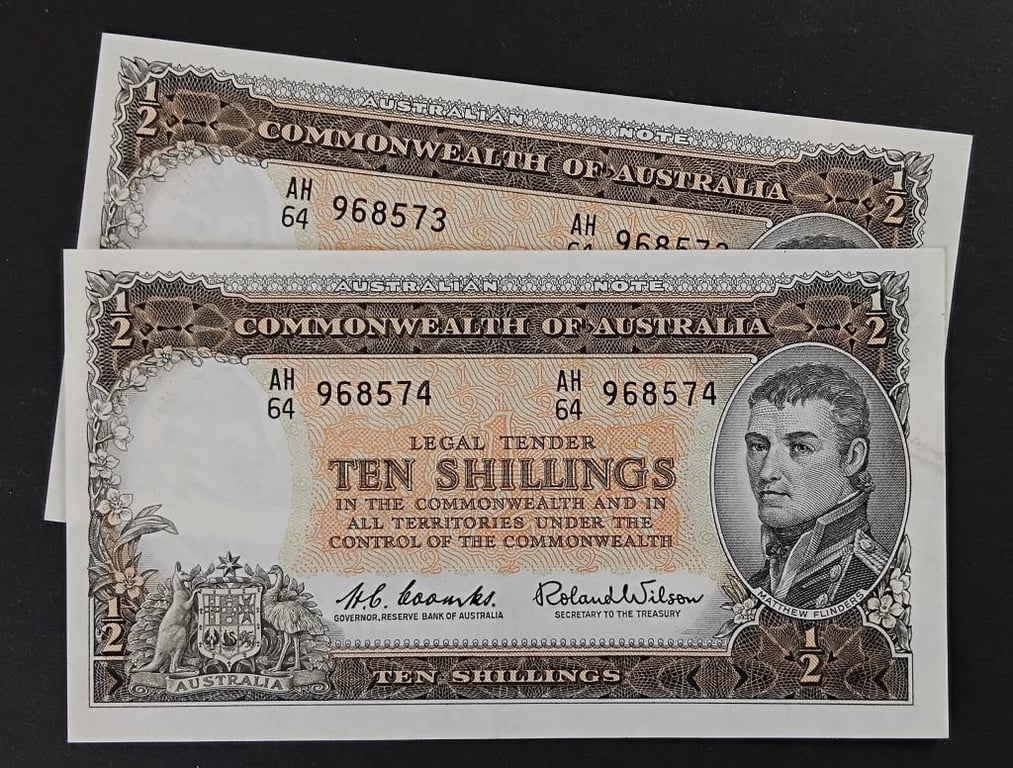 1/2
AUSTRALIAN NOTE
COMMONWEALTH OF AUSTRALIA
1/2
AH 64 968573
AH 64 968573
1/2
AUSTRALIAN NOTE
COMMONWEALTH OF AUSTRALIA
1/2
AH 64 968574
AH 64 968574
LEGAL TENDER
TEN SHILLINGS
IN THE COMMONWEALTH AND IN
ALL TERRITORIES UNDER THE
CONTROL OF THE COMMONWEALTH
H.C. Coombs.
GOVERNOR, RESERVE BANK OF AUSTRALIA
Roland Wilson
SECRETARY TO THE TREASURY
MATTHEW FLINDERS
1/2
AUSTRALIA
TEN SHILLINGS
1/2